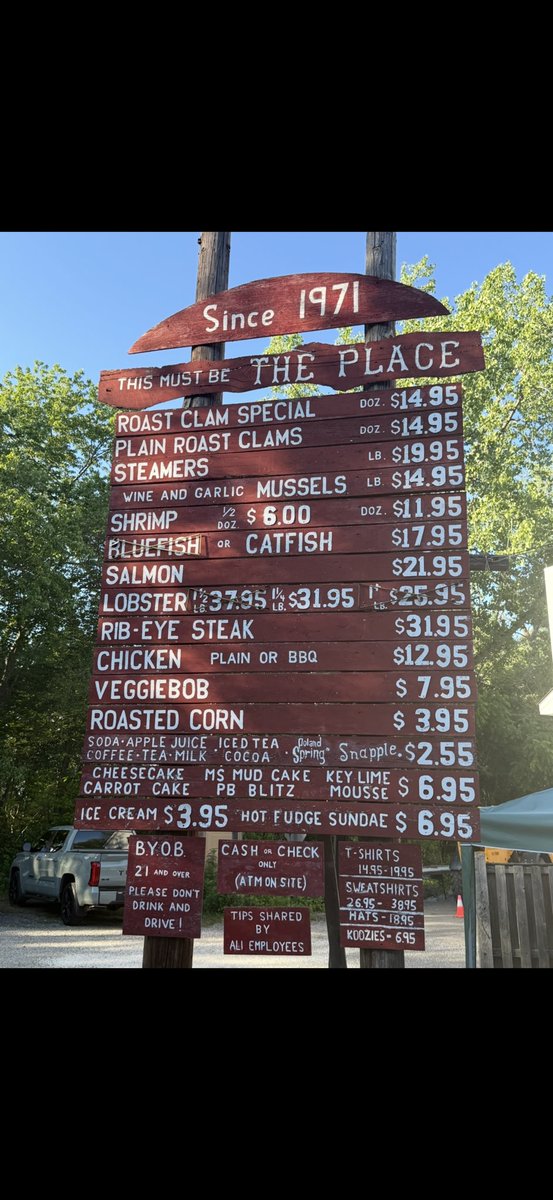 Since 1971
THIS MUST BE THE PLACE
ROAST CLAM SPECIAL DOZ. $14.95
PLAIN ROAST CLAMS DOZ. $14.95
STEAMERS LB. $19.95
WINE AND GARLIC MUSSELS LB. $14.95
SHRIMP 1/2 DOZ $6.00 DOZ. $11.95
BLUEFISH OR CATFISH $17.95
SALMON $21.95
LOBSTER 1 1/2 LB. 37.95 1 1/4 LB. $31.95 1# LB. $25.95
RIB-EYE STEAK $31.95
CHICKEN PLAIN OR BBQ $12.95
VEGGIEBOB $7.95
ROASTED CORN $3.95
SODA·APPLE JUICE ICED TEA · Poland Spring · Snapple · $2.55
COFFEE·TEA·MILK COCOA
CHEESECAKE MS MUD CAKE KEY LIME $6.95
CARROT CAKE PB BLITZ MOUSSE
ICE CREAM $3.95 HOT FUDGE SUNDAE $6.95
B.Y.O.B.
21 AND OVER
PLEASE DON'T
DRINK AND
DRIVE!
CASH OR CHECK
ONLY
(ATM ON SITE)
TIPS SHARED
BY
ALL EMPLOYEES
T-SHIRTS
14.95-19.95
SWEATSHIRTS
26.95-38.95
HATS-18.95
KOOZIES-6.95